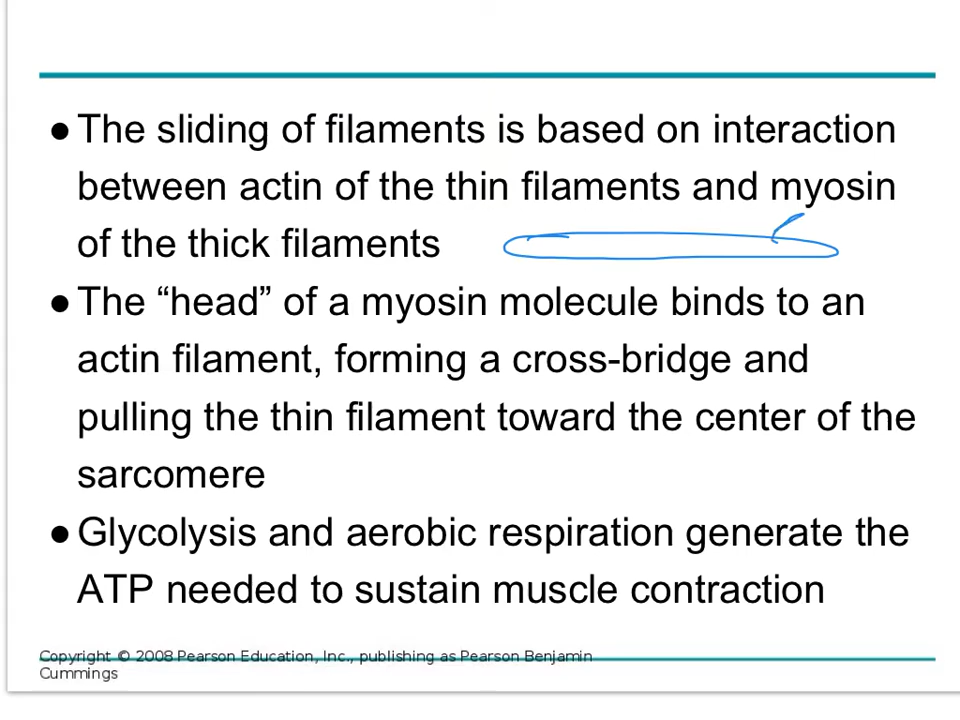 ● The sliding of filaments is based on interaction
between actin of the thin filaments and myosin
of the thick filaments
● The “head” of a myosin molecule binds to an
actin filament, forming a cross-bridge and
pulling the thin filament toward the center of the
sarcomere
● Glycolysis and aerobic respiration generate the
ATP needed to sustain muscle contraction
Copyright © 2008 Pearson Education, Inc., publishing as Pearson Benjamin
Cummings